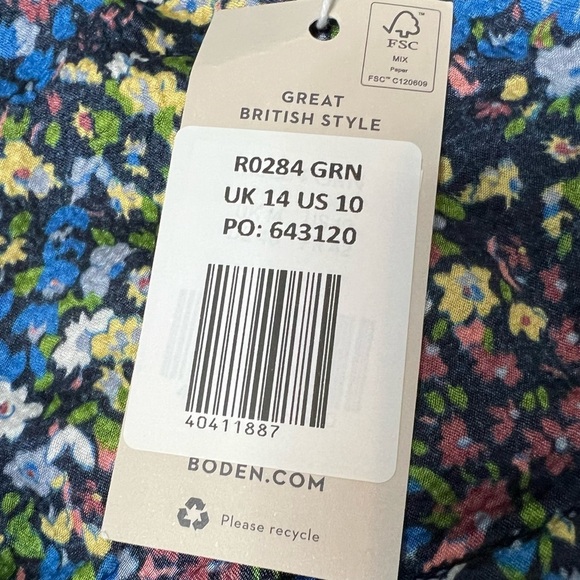 FSC
MIX
Paper
FSC™ C120609
GREAT
BRITISH STYLE
R0284 GRN
UK 14 US 10
PO: 643120
40411887
BODEN.COM
Please recycle